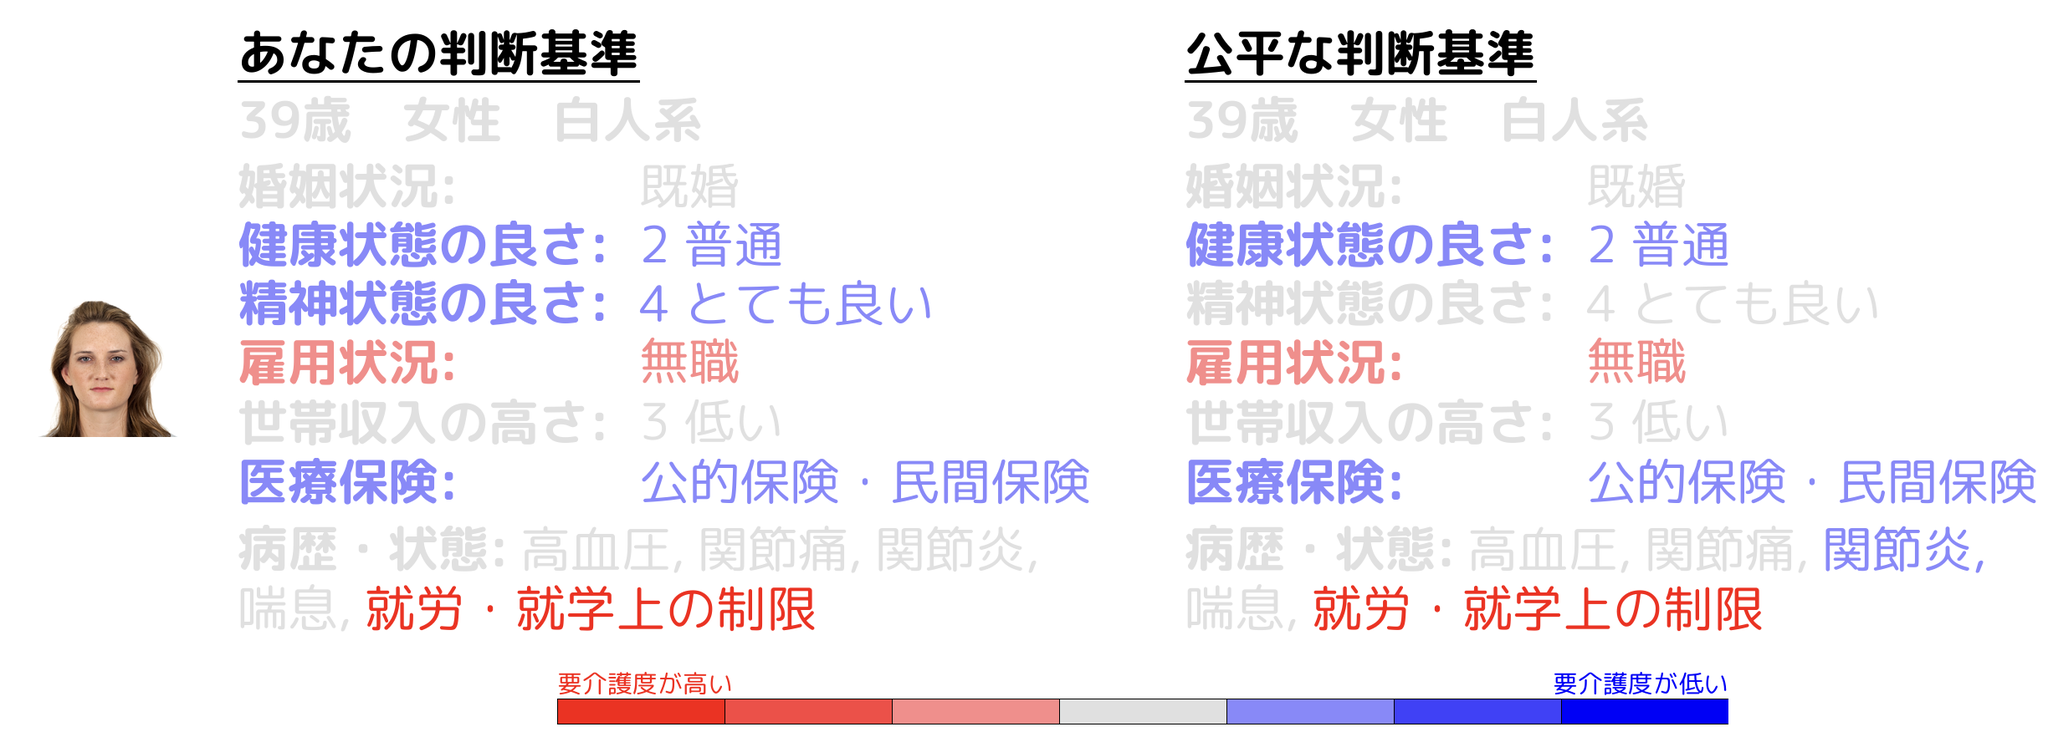 あなたの判断基準
39歳　女性　白人系
婚姻状況: 既婚
健康状態の良さ: 2 普通
精神状態の良さ: 4 とても良い
雇用状況: 無職
世帯収入の高さ: 3 低い
医療保険: 公的保険・民間保険
病歴・状態: 高血圧, 関節痛, 関節炎,
喘息, 就労・就学上の制限
公平な判断基準
39歳　女性　白人系
婚姻状況: 既婚
健康状態の良さ: 2 普通
精神状態の良さ: 4 とても良い
雇用状況: 無職
世帯収入の高さ: 3 低い
医療保険: 公的保険・民間保険
病歴・状態: 高血圧, 関節痛, 関節炎,
喘息, 就労・就学上の制限
要介護度が高い
要介護度が低い